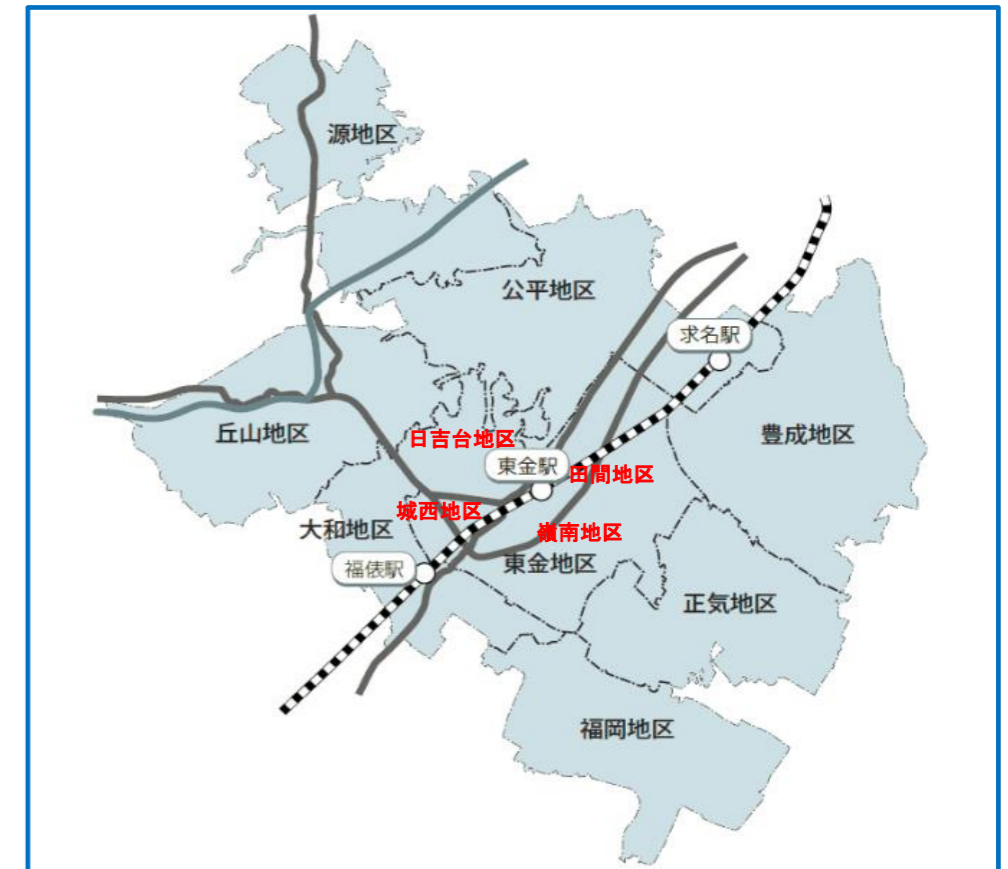 源地区
公平地区
求名駅
丘山地区
日吉台地区
豊成地区
東金駅
田間地区
城西地区
大和地区
嶺南地区
福俵駅
東金地区
正気地区
福岡地区